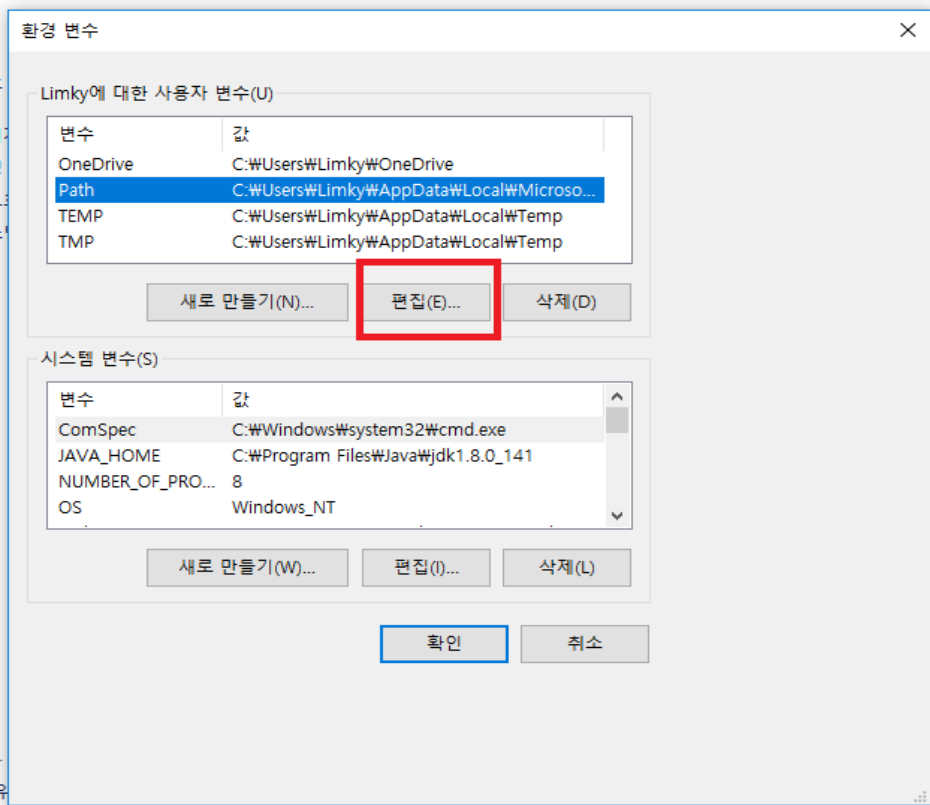 환경 변수
Limky에 대한 사용자 변수(U)
변수 값
OneDrive C:₩Users₩Limky₩OneDrive
Path C:₩Users₩Limky₩AppData₩Local₩Microso...
TEMP C:₩Users₩Limky₩AppData₩Local₩Temp
TMP C:₩Users₩Limky₩AppData₩Local₩Temp
새로 만들기(N)... 편집(E)... 삭제(D)
시스템 변수(S)
변수 값
ComSpec C:₩Windows₩system32₩cmd.exe
JAVA_HOME C:₩Program Files₩Java₩jdk1.8.0_141
NUMBER_OF_PRO... 8
OS Windows_NT
새로 만들기(W)... 편집(I)... 삭제(L)
확인 취소